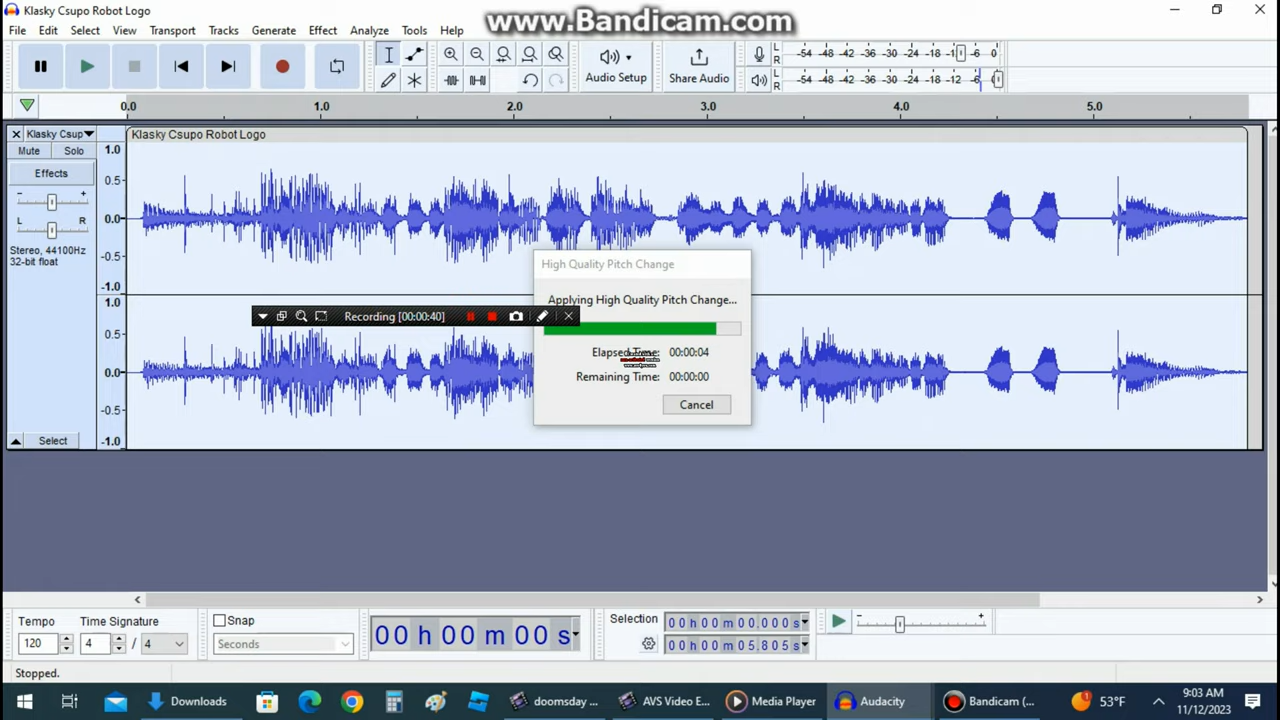 Klasky Csupo Robot Logo
www.Bandicam.com
File Edit Select View Transport Tracks Generate Effect Analyze Tools Help
Audio Setup
Share Audio
L
R
-54 -48 -42 -36 -30 -24 -18 -12 -6 0
L
R
-54 -48 -42 -36 -30 -24 -18 -12 -6 0
0.0 1.0 2.0 3.0 4.0 5.0
Klasky Csup
Klasky Csupo Robot Logo
Mute Solo
Effects
- +
L R
Stereo, 44100Hz
32-bit float
Select
1.0
0.5
0.0
-0.5
-1.0
1.0
0.5
0.0
-0.5
-1.0
High Quality Pitch Change
Applying High Quality Pitch Change...
Recording [00:00:40]
Elapsed Time: 00:00:04
Remaining Time: 00:00:00
Cancel
Tempo
120
Time Signature
4 / 4
Snap
Seconds
00 h 00 m 00 s
Selection
00 h 00 m 00.000 s
00 h 00 m 05.805 s
- +
Stopped.
Downloads
doomsday ...
AVS Video E...
Media Player
Audacity
Bandicam (...
1
53°F
9:03 AM
11/12/2023